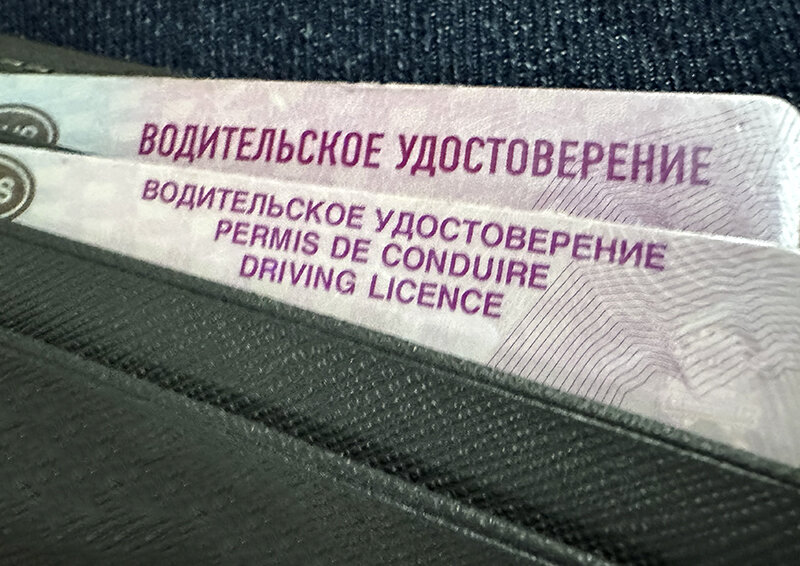 ВОДИТЕЛЬСКОЕ УДОСТОВЕРЕНИЕ
ВОДИТЕЛЬСКОЕ УДОСТОВЕРЕНИЕ
PERMIS DE CONDUIRE
DRIVING LICENCE